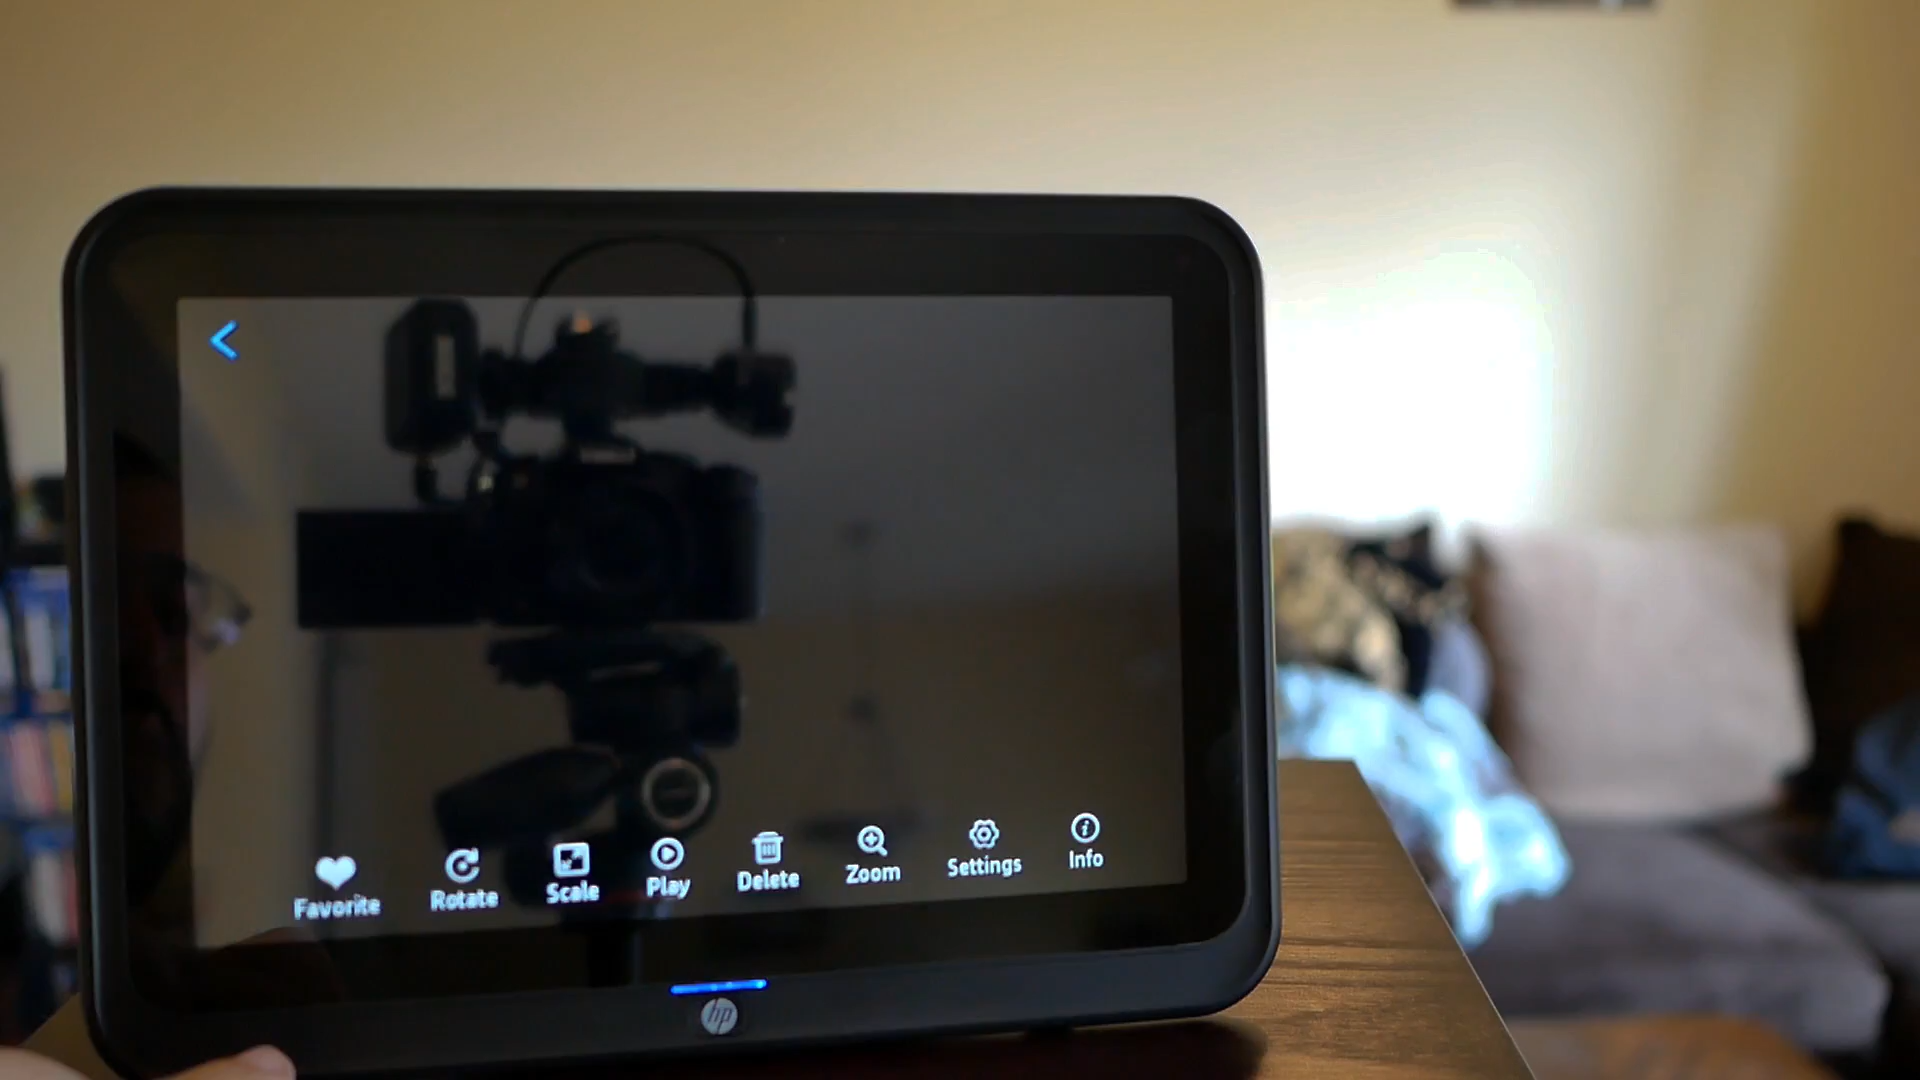 Favorite
Rotate
Scale
Play
Delete
Zoom
Settings
Info
hp